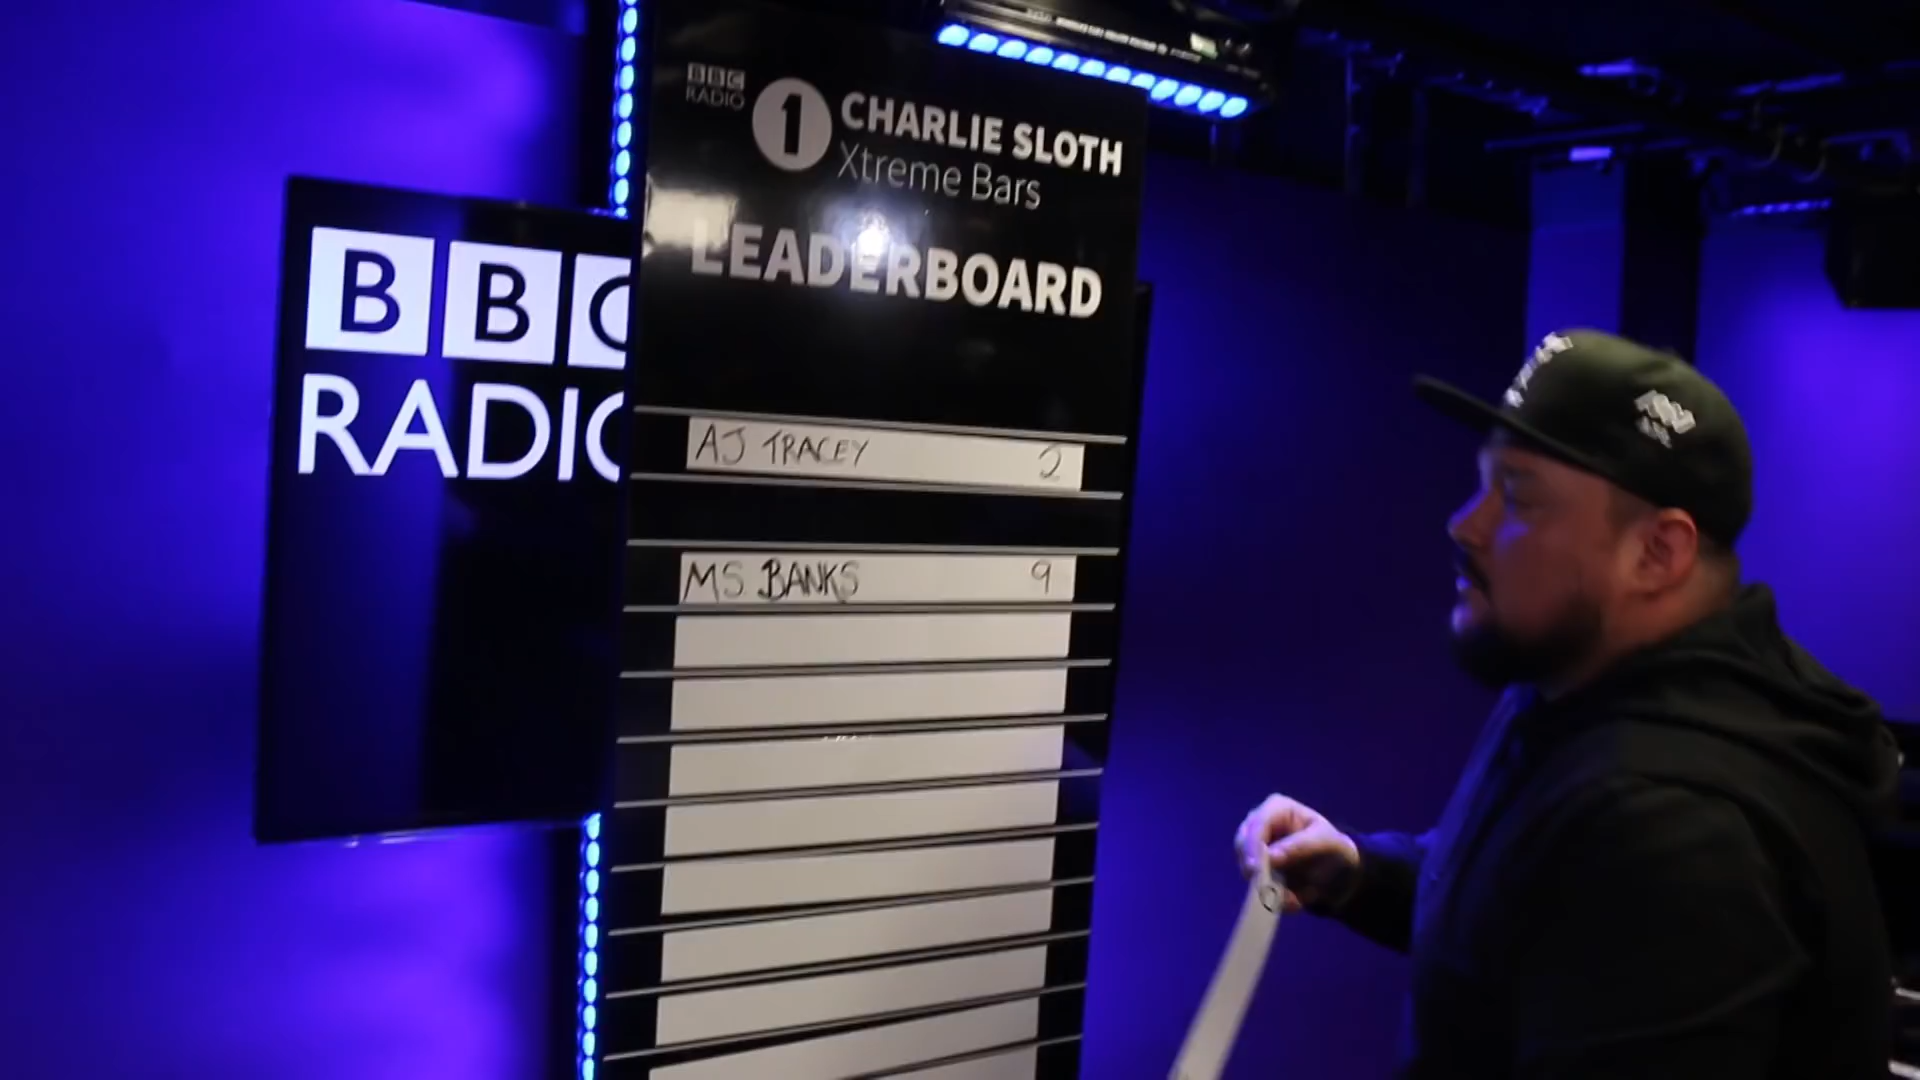 BBC
RADIO
BBC
RADIO
1
CHARLIE SLOTH
Xtreme Bars
LEADERBOARD
AJ TRACEY 2
MS. BANKS 9